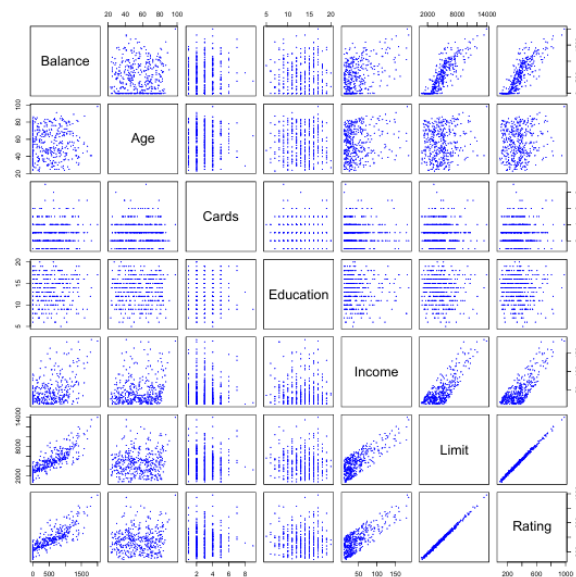 20 40 60 80 100
5 10 15 20
2000 8000 14000
Balance
20 40 60 80 100
Age
Cards
5 10 15 20
Education
Income
2000 8000 14000
Limit
Rating
0 500 1500
2 4 6 8
50 100 150
200 600 1000